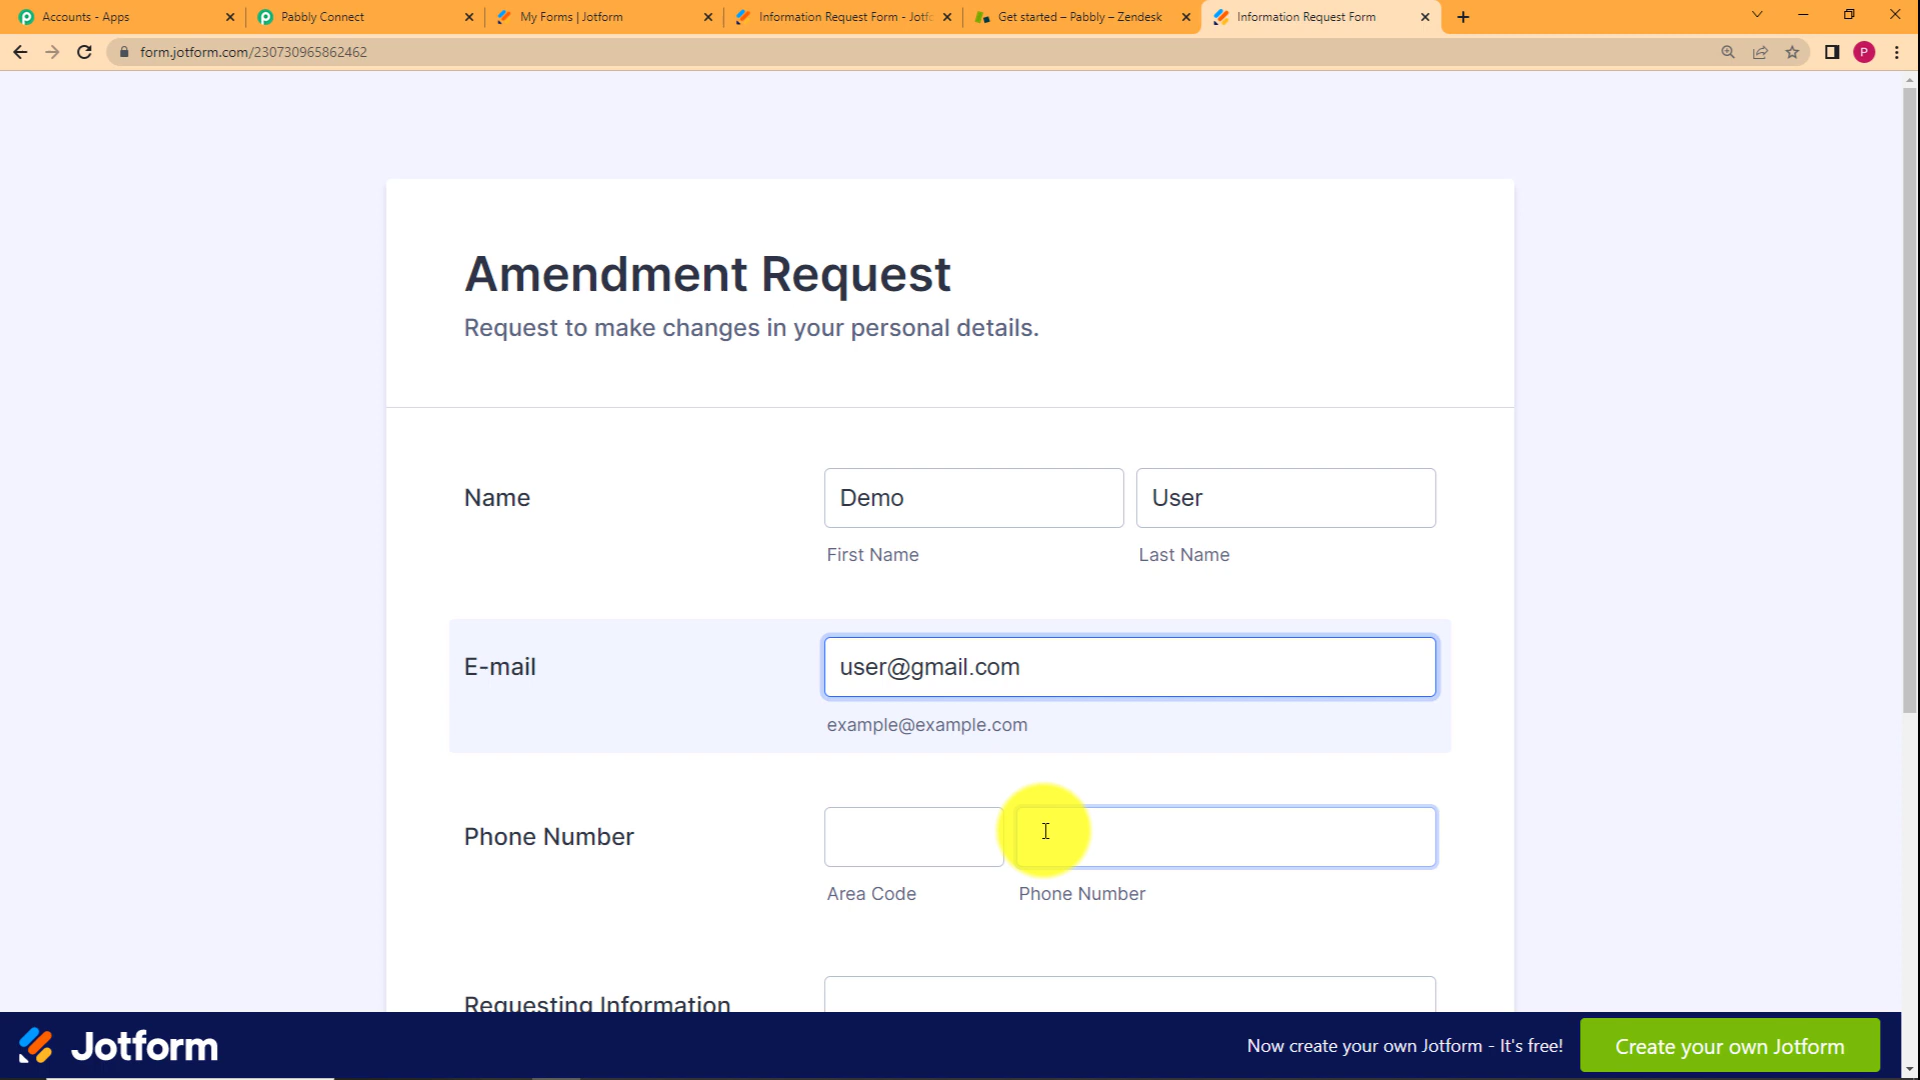 Accounts - Apps
Pabbly Connect
My Forms | Jotform
Information Request Form - Jotfo
Get started – Pabbly – Zendesk
Information Request Form
form.jotform.com/230730965862462
P
Amendment Request
Request to make changes in your personal details.
Name
Demo
User
First Name
Last Name
E-mail
user@gmail.com
example@example.com
Phone Number
Area Code
Phone Number
Requesting Information
Jotform
Now create your own Jotform - It's free!
Create your own Jotform